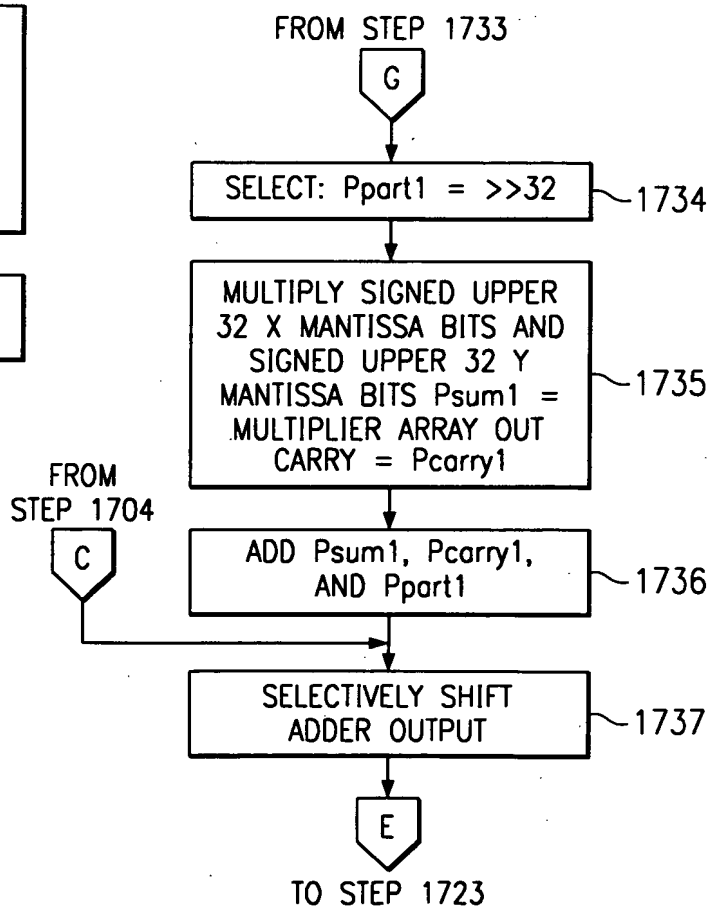 FROM STEP 1733
G
SELECT: Ppart1 = >>32
1734
MULTIPLY SIGNED UPPER
32 X MANTISSA BITS AND
SIGNED UPPER 32 Y
MANTISSA BITS Psum1 =
MULTIPLIER ARRAY OUT
CARRY = Pcarry1
1735
FROM
STEP 1704
C
ADD Psum1, Pcarry1,
AND Ppart1
1736
SELECTIVELY SHIFT
ADDER OUTPUT
1737
E
TO STEP 1723